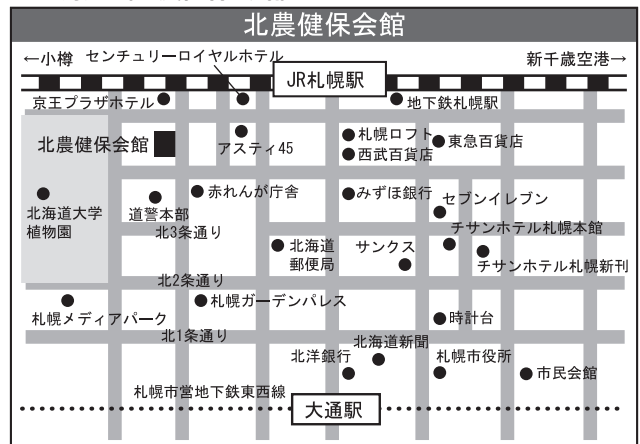 北農健保会館
←小樽
センチュリーロイヤルホテル
新千歳空港→
JR札幌駅
京王プラザホテル
地下鉄札幌駅
北農健保会館
アスティ45
札幌ロフト
西武百貨店
東急百貨店
北海道大学
植物園
道警本部
赤れんが庁舎
みずほ銀行
セブンイレブン
北3条通り
北海道
郵便局
サンクス
チサンホテル札幌本館
チサンホテル札幌新刊
北2条通り
札幌メディアパーク
札幌ガーデンパレス
時計台
北1条通り
北海道新聞
北洋銀行
札幌市役所
市民会館
札幌市営地下鉄東西線
大通駅